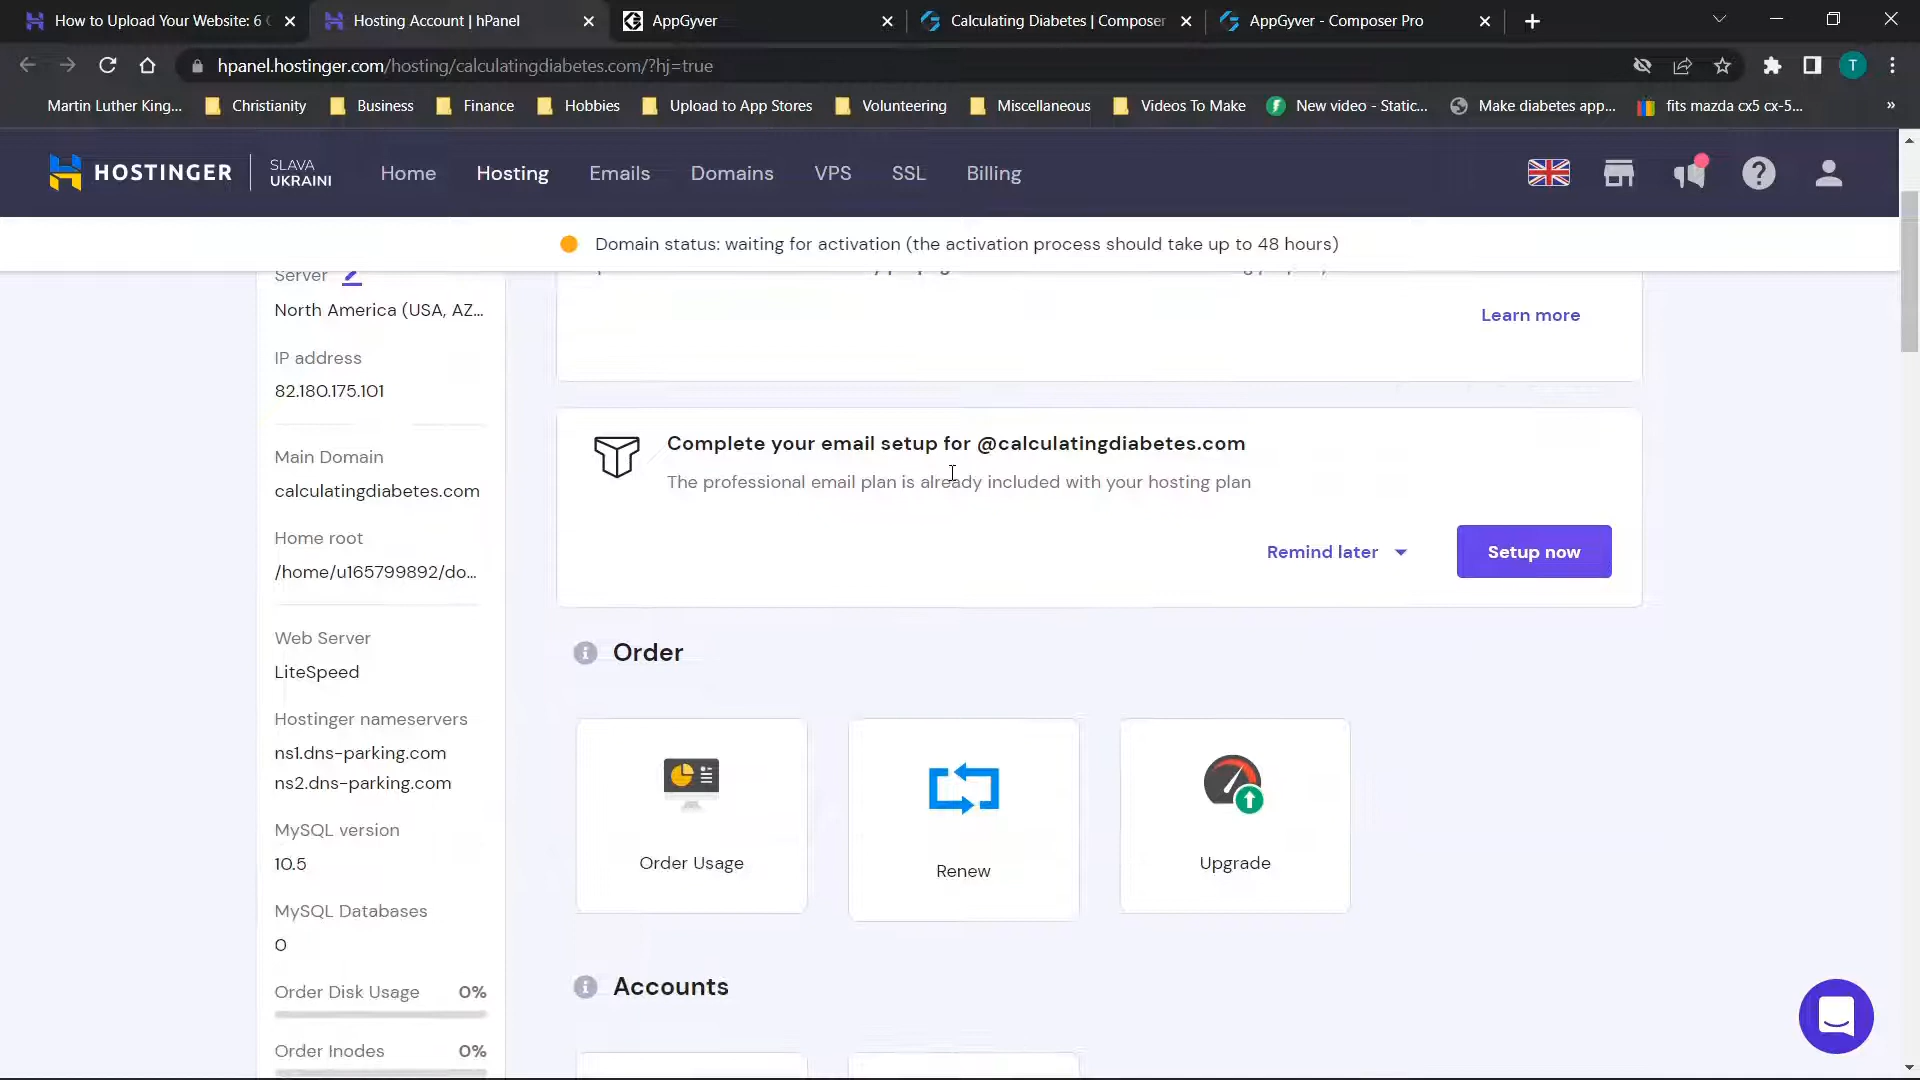 How to Upload Your Website: 6
Hosting Account | hPanel
AppGyver
Calculating Diabetes | Composer
AppGyver - Composer Pro
hpanel.hostinger.com/hosting/calculatingdiabetes.com/?hj=true
T
Martin Luther King...
Christianity
Business
Finance
Hobbies
Upload to App Stores
Volunteering
Miscellaneous
Videos To Make
New video - Static...
Make diabetes app...
fits mazda cx5 cx-5...
»
HOSTINGER
SLAVA
UKRAINI
Home
Hosting
Emails
Domains
VPS
SSL
Billing
Domain status: waiting for activation (the activation process should take up to 48 hours)
Server
North America (USA, AZ...
IP address
82.180.175.101
Main Domain
calculatingdiabetes.com
Home root
/home/u165799892/do...
Web Server
LiteSpeed
Hostinger nameservers
ns1.dns-parking.com
ns2.dns-parking.com
MySQL version
10.5
MySQL Databases
0
Order Disk Usage 0%
Order Inodes 0%
Learn more
Complete your email setup for @calculatingdiabetes.com
The professional email plan is already included with your hosting plan
Remind later
Setup now
Order
Order Usage
Renew
Upgrade
Accounts